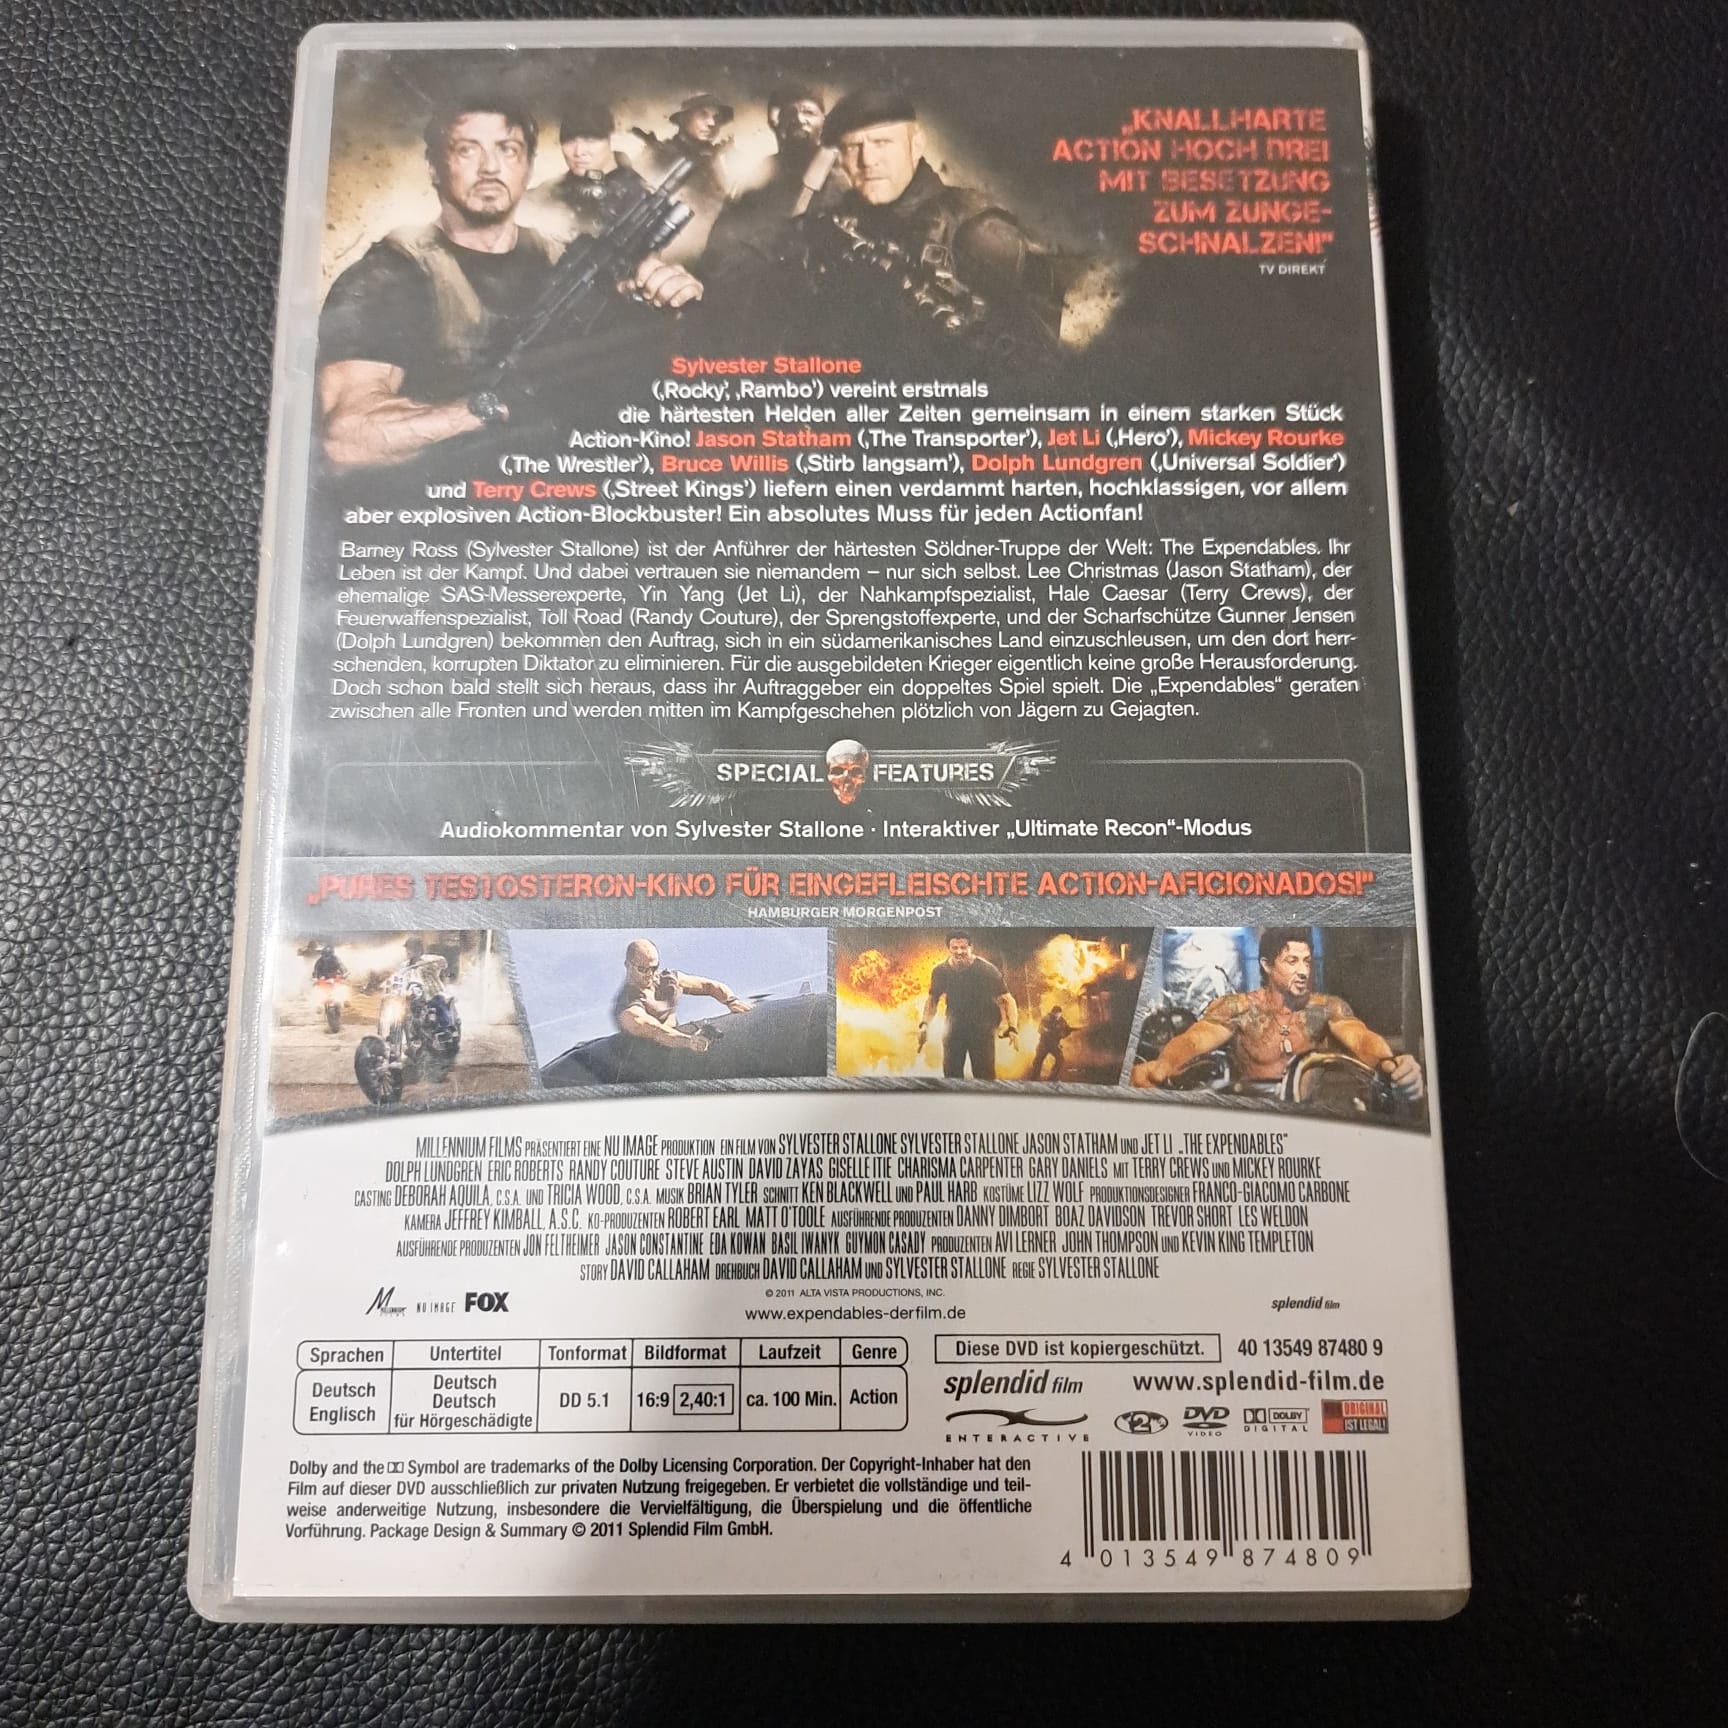 „KNALLHARTE
ACTION HOCH DREI
MIT BESETZUNG
ZUM ZUNGE-
SCHNALZEN!"
TV DIREKT
Sylvester Stallone
(‚Rocky', ‚Rambo') vereint erstmals
die härtesten Helden aller Zeiten gemeinsam in einem starken Stück
Action-Kino! Jason Statham (‚The Transporter'), Jet Li (‚Hero'), Mickey Rourke
(‚The Wrestler'), Bruce Willis (‚Stirb langsam'), Dolph Lundgren (‚Universal Soldier')
und Terry Crews (‚Street Kings') liefern einen verdammt harten, hochklassigen, vor allem
aber explosiven Action-Blockbuster! Ein absolutes Muss für jeden Actionfan!
Barney Ross (Sylvester Stallone) ist der Anführer der härtesten Söldner-Truppe der Welt: The Expendables. Ihr
Leben ist der Kampf. Und dabei vertrauen sie niemandem – nur sich selbst. Lee Christmas (Jason Statham), der
ehemalige SAS-Messerexperte, Yin Yang (Jet Li), der Nahkampfspezialist, Hale Caesar (Terry Crews), der
Feuerwaffenspezialist, Toll Road (Randy Couture), der Sprengstoffexperte, und der Scharfschütze Gunner Jensen
(Dolph Lundgren) bekommen den Auftrag, sich in ein südamerikanisches Land einzuschleusen, um den dort herr-
schenden, korrupten Diktator zu eliminieren. Für die ausgebildeten Krieger eigentlich keine große Herausforderung.
Doch schon bald stellt sich heraus, dass ihr Auftraggeber ein doppeltes Spiel spielt. Die „Expendables" geraten
zwischen alle Fronten und werden mitten im Kampfgeschehen plötzlich von Jägern zu Gejagten.
SPECIAL FEATURES
Audiokommentar von Sylvester Stallone · Interaktiver „Ultimate Recon"-Modus
„PURES TESTOSTERON-KINO FÜR EINGEFLEISCHTE ACTION-AFICIONADOS!"
HAMBURGER MORGENPOST
MILLENNIUM FILMS PRÄSENTIERT EINE NU IMAGE PRODUKTION EIN FILM VON SYLVESTER STALLONE SYLVESTER STALLONE JASON STATHAM UND JET LI „THE EXPENDABLES"
DOLPH LUNDGREN ERIC ROBERTS RANDY COUTURE STEVE AUSTIN DAVID ZAYAS GISELLE ITIE CHARISMA CARPENTER GARY DANIELS MIT TERRY CREWS UND MICKEY ROURKE
CASTING DEBORAH AQUILA, C.S.A. UND TRICIA WOOD, C.S.A. MUSIK BRIAN TYLER SCHNITT KEN BLACKWELL UND PAUL HARB KOSTÜME LIZZ WOLF PRODUKTIONSDESIGNER FRANCO-GIACOMO CARBONE
KAMERA JEFFREY KIMBALL, A.S.C. KO-PRODUZENTEN ROBERT EARL MATT O'TOOLE AUSFÜHRENDE PRODUZENTEN DANNY DIMBORT BOAZ DAVIDSON TREVOR SHORT LES WELDON
AUSFÜHRENDE PRODUZENTEN JON FELTHEIMER JASON CONSTANTINE EDA KOWAN BASIL IWANYK GUYMON CASADY PRODUZENTEN AVI LERNER JOHN THOMPSON UND KEVIN KING TEMPLETON
STORY DAVID CALLAHAM DREHBUCH DAVID CALLAHAM UND SYLVESTER STALLONE REGIE SYLVESTER STALLONE
© 2011 ALTA VISTA PRODUCTIONS, INC.
NU IMAGE FOX www.expendables-derfilm.de splendid film
Sprachen Untertitel Tonformat Bildformat Laufzeit Genre
Deutsch
Englisch
Deutsch
Deutsch
für Hörgeschädigte
DD 5.1 16:9 2,40:1 ca. 100 Min. Action
Diese DVD ist kopiergeschützt. 40 13549 87480 9
splendid film www.splendid-film.de
ENTERACTIVE 2 DVD VIDEO DOLBY DIGITAL ORIGINAL IST LEGAL!
Dolby and the Symbol are trademarks of the Dolby Licensing Corporation. Der Copyright-Inhaber hat den
Film auf dieser DVD ausschließlich zur privaten Nutzung freigegeben. Er verbietet die vollständige und teil-
weise anderweitige Nutzung, insbesondere die Vervielfältigung, die Überspielung und die öffentliche
Vorführung. Package Design & Summary © 2011 Splendid Film GmbH.
4 013549 874809